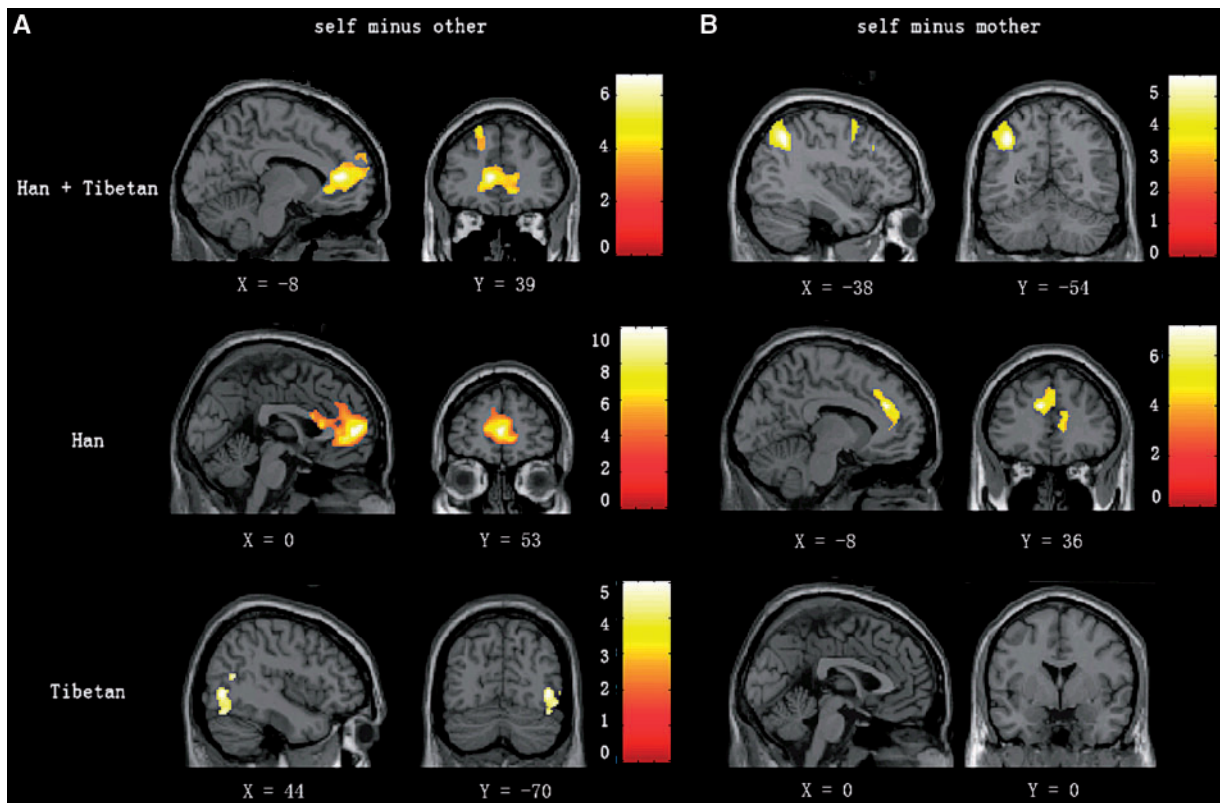 A
self minus other
B
self minus mother
Han + Tibetan
6
4
2
0
X = -8
Y = 39
5
4
3
2
1
0
X = -38
Y = -54
Han
10
8
6
4
2
0
X = 0
Y = 53
6
4
2
0
X = -8
Y = 36
Tibetan
5
4
3
2
1
0
X = 44
Y = -70
X = 0
Y = 0